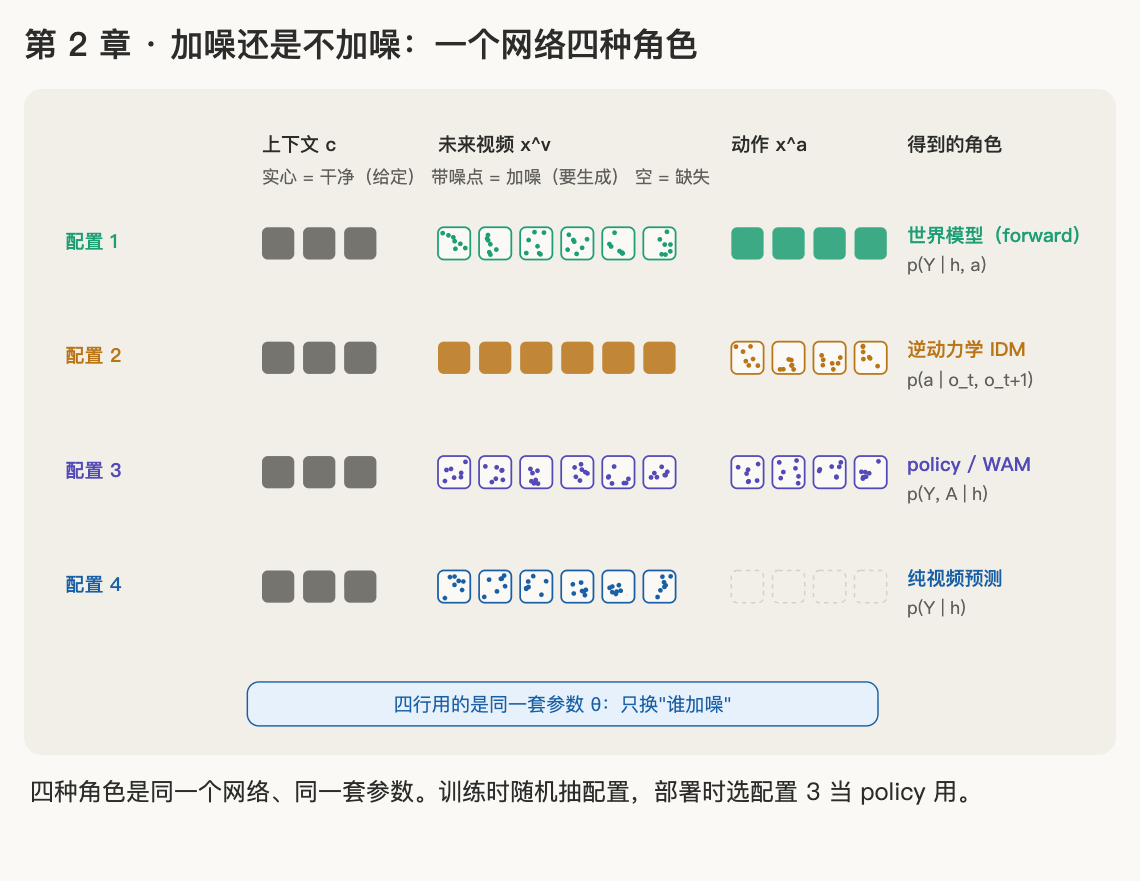 第 2 章 · 加噪还是不加噪：一个网络四种角色
上下文 c 未来视频 x^v 动作 x^a 得到的角色
实心 = 干净（给定） 带噪点 = 加噪（要生成） 空 = 缺失
配置 1 世界模型（forward）
p(Y | h, a)
配置 2 逆动力学 IDM
p(a | o_t, o_t+1)
配置 3 policy / WAM
p(Y, A | h)
配置 4 纯视频预测
p(Y | h)
四行用的是同一套参数 θ：只换"谁加噪"
四种角色是同一个网络、同一套参数。训练时随机抽配置，部署时选配置 3 当 policy 用。